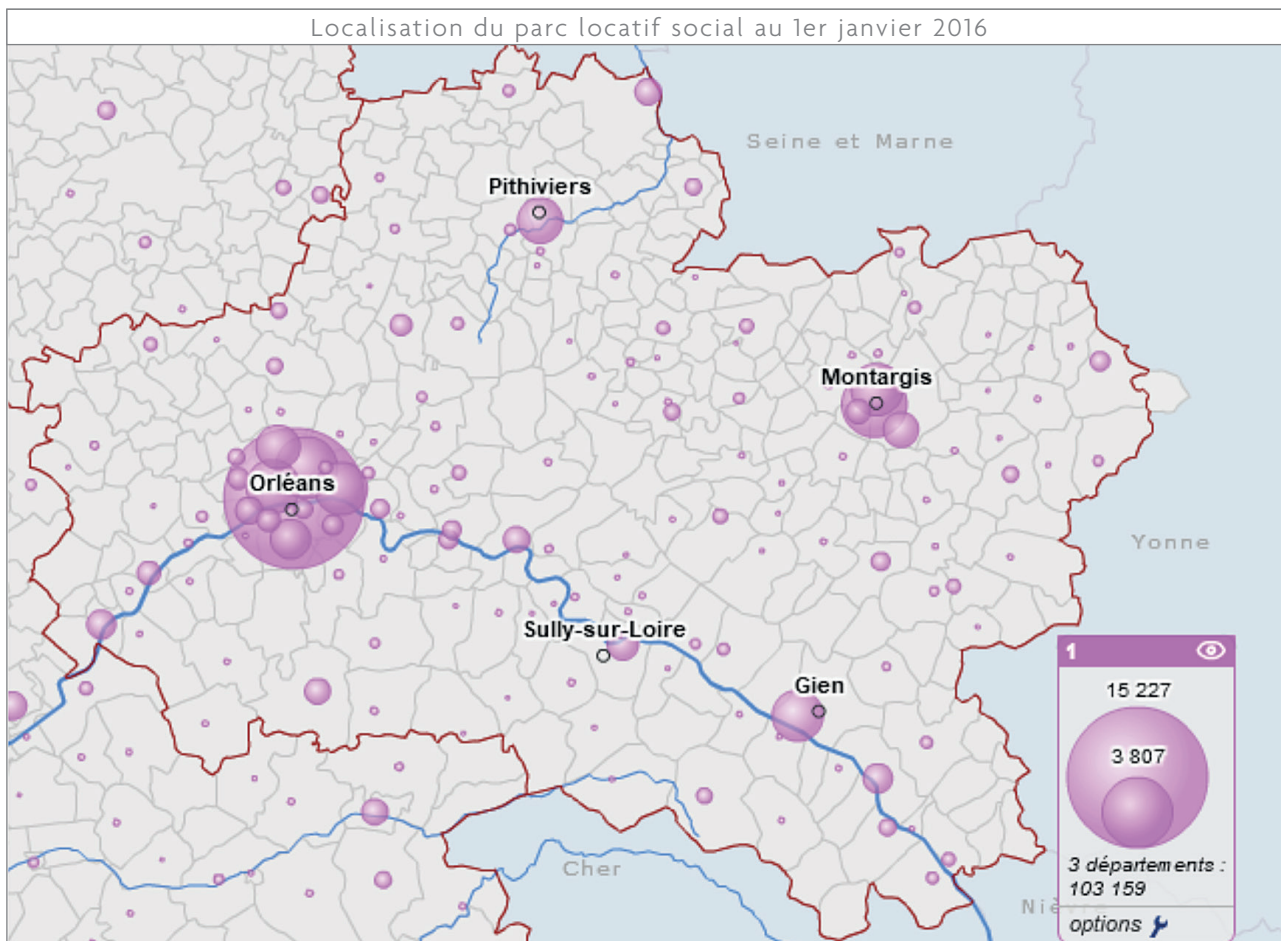 Localisation du parc locatif social au 1er janvier 2016
Seine et Marne
Pithiviers
Montargis
Orléans
Yonne
Sully-sur-Loire
Gien
Cher
Nièvre
1
15 227
3 807
3 départements :
103 159
options